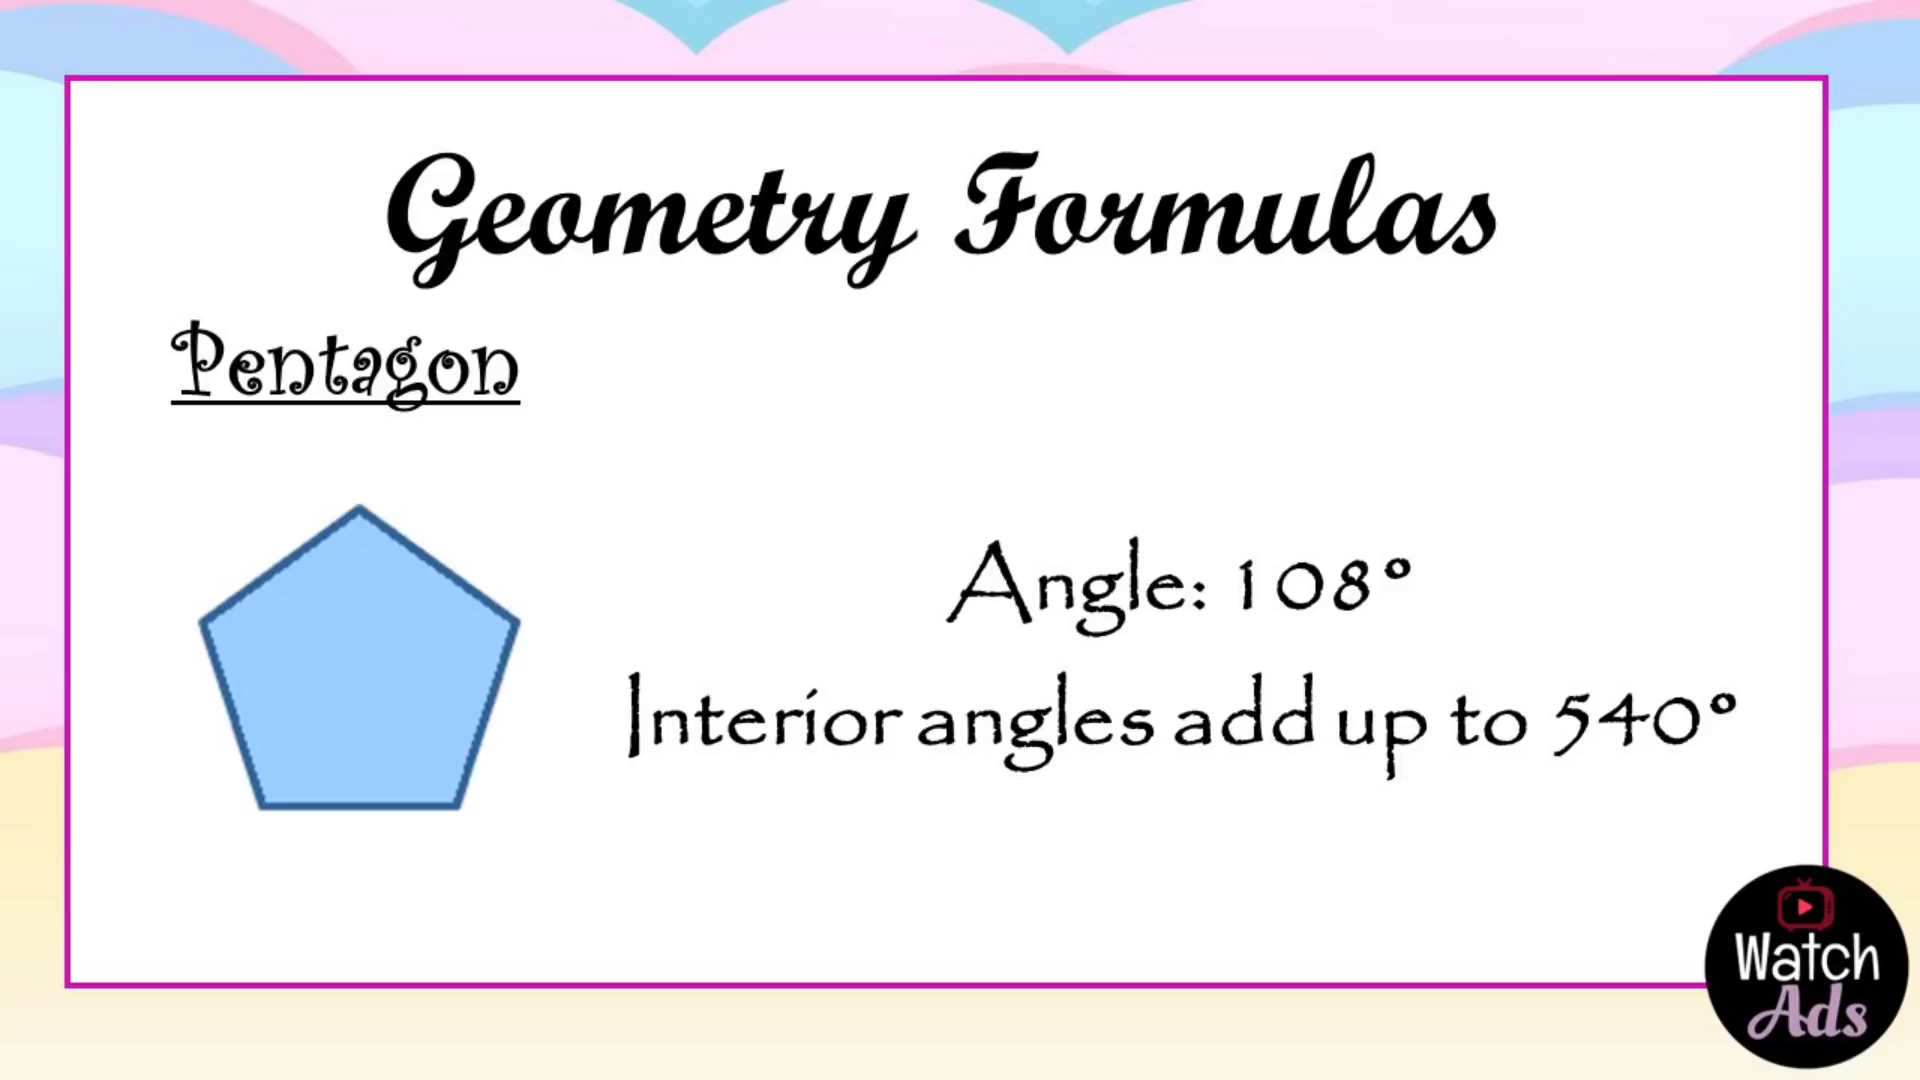 Geometry Formulas
Pentagon
Angle: 108°
Interior angles add up to 540°
Watch
Ads